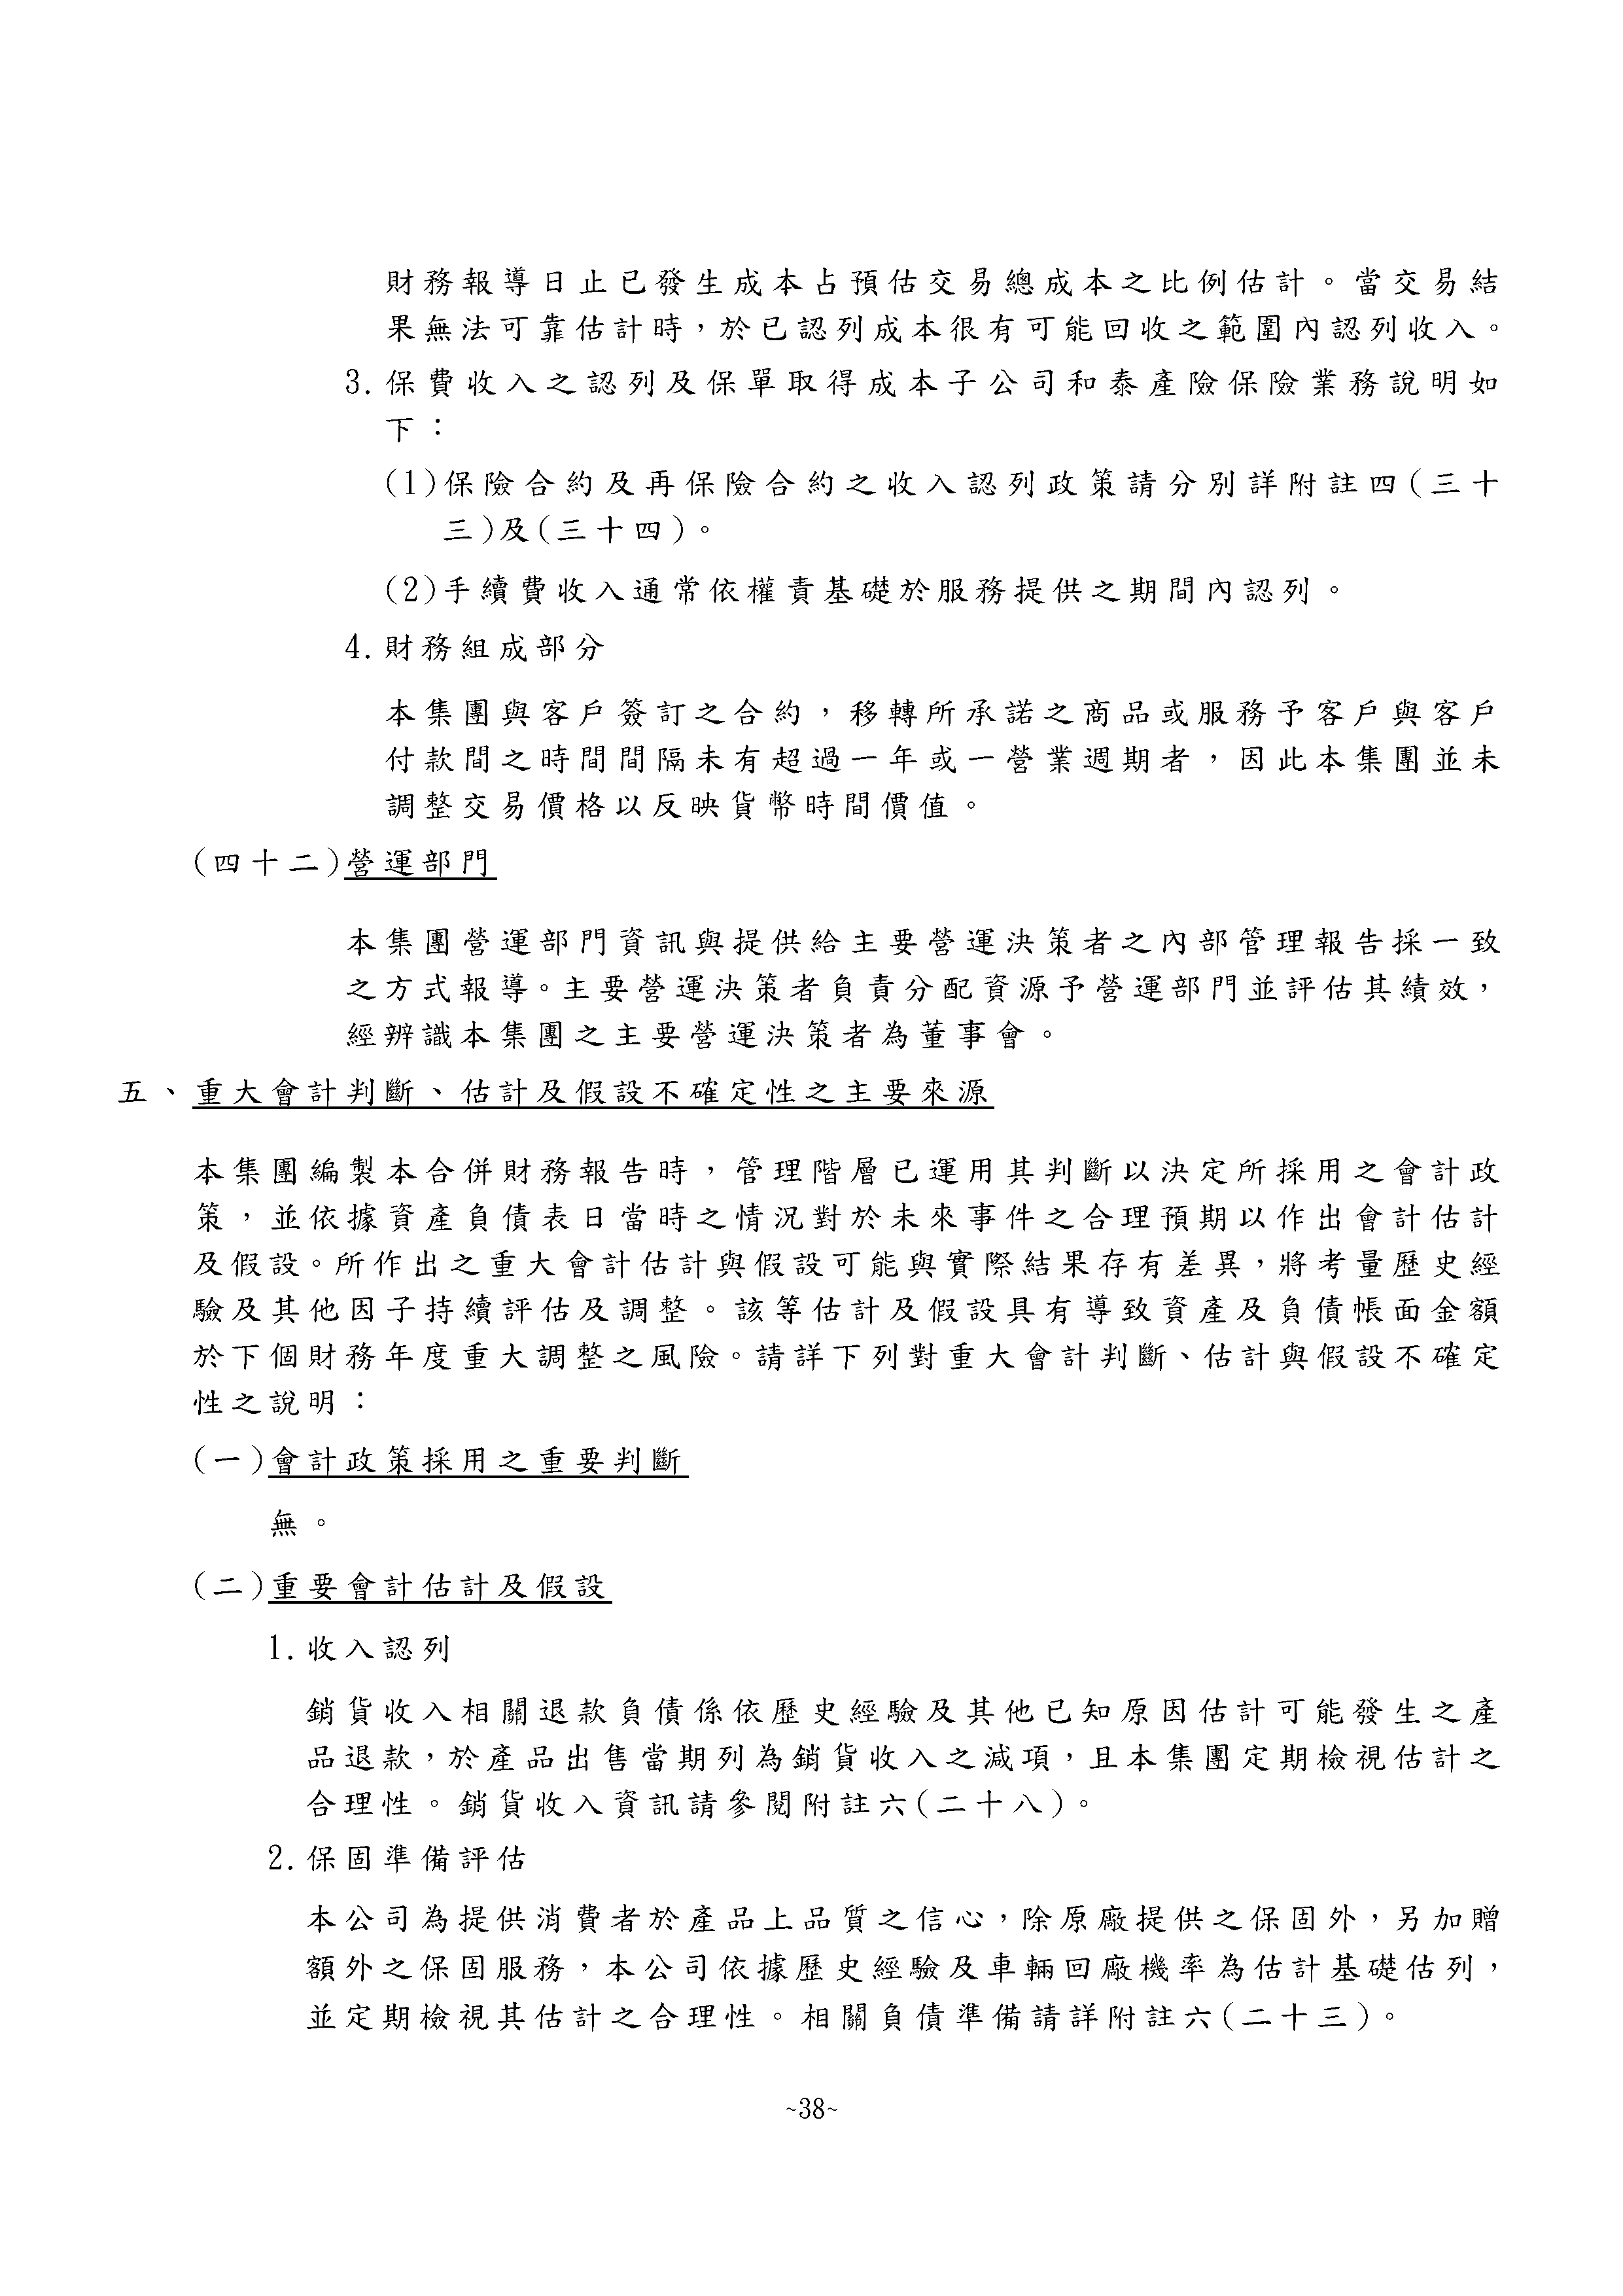 財務報導日止已發生成本占預估交易總成本之比例估計。當交易結
果無法可靠估計時，於已認列成本很有可能回收之範圍內認列收入。
3.保費收入之認列及保單取得成本子公司和泰產險保險業務說明如
下：
(1)保險合約及再保險合約之收入認列政策請分別詳附註四(三十
三)及(三十四)。
(2)手續費收入通常依權責基礎於服務提供之期間內認列。
4.財務組成部分
本集團與客戶簽訂之合約，移轉所承諾之商品或服務予客戶與客戶
付款間之時間間隔未有超過一年或一營業週期者，因此本集團並未
調整交易價格以反映貨幣時間價值。
(四十二)營運部門
本集團營運部門資訊與提供給主要營運決策者之內部管理報告採一致
之方式報導。主要營運決策者負責分配資源予營運部門並評估其績效，
經辨識本集團之主要營運決策者為董事會。
五、重大會計判斷、估計及假設不確定性之主要來源
本集團編製本合併財務報告時，管理階層已運用其判斷以決定所採用之會計政
策，並依據資產負債表日當時之情況對於未來事件之合理預期以作出會計估計
及假設。所作出之重大會計估計與假設可能與實際結果存有差異，將考量歷史經
驗及其他因子持續評估及調整。該等估計及假設具有導致資產及負債帳面金額
於下個財務年度重大調整之風險。請詳下列對重大會計判斷、估計與假設不確定
性之說明：
(一)會計政策採用之重要判斷
無。
(二)重要會計估計及假設
1.收入認列
銷貨收入相關退款負債係依歷史經驗及其他已知原因估計可能發生之產
品退款，於產品出售當期列為銷貨收入之減項，且本集團定期檢視估計之
合理性。銷貨收入資訊請參閱附註六(二十八)。
2.保固準備評估
本公司為提供消費者於產品上品質之信心，除原廠提供之保固外，另加贈
額外之保固服務，本公司依據歷史經驗及車輛回廠機率為估計基礎估列，
並定期檢視其估計之合理性。相關負債準備請詳附註六(二十三)。
~38~